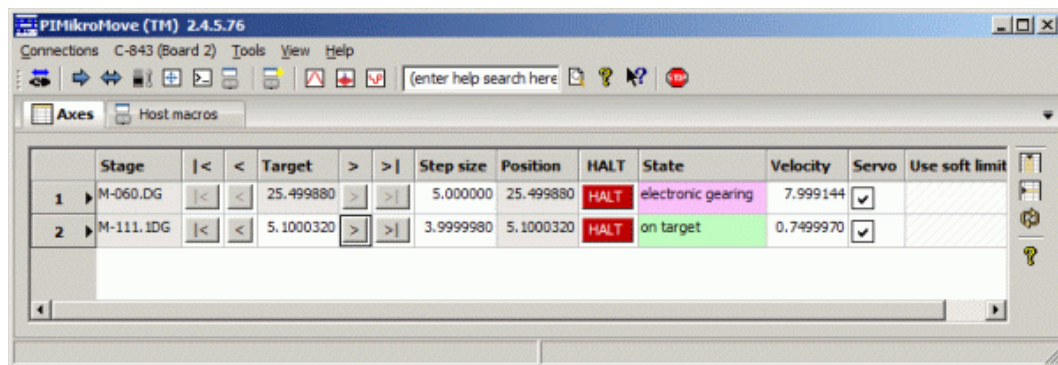 PIMikroMove (TM) 2.4.5.76
Connections C-843 (Board 2) Tools View Help
(enter help search here STOP
Axes Host macros
Stage |< < Target > >| Step size Position HALT State Velocity Servo Use soft limit
1 M-060.DG |< < 25.499880 > >| 5.000000 25.499880 HALT electronic gearing 7.999144
2 M-111.1DG |< < 5.1000320 > >| 3.9999980 5.1000320 HALT on target 0.7499970